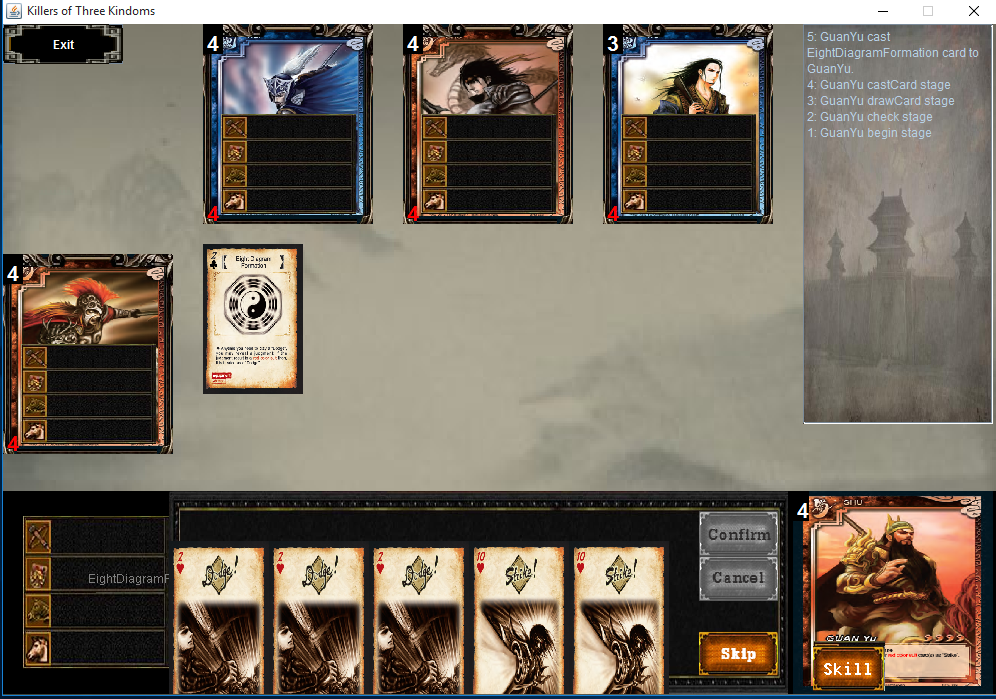 Killers of Three Kindoms
Exit
4
4
3
5: GuanYu cast
EightDiagramFormation card to
GuanYu.
4: GuanYu castCard stage
3: GuanYu drawCard stage
2: GuanYu check stage
1: GuanYu begin stage
4
4
4
4
2
Eight Diagram
Formation
4
EightDiagramF
2
Dodge!
2
Dodge!
2
Dodge!
10
Strike!
10
Strike!
Confirm
Cancel
Skip
4
SHU
GUAN YU
Skill